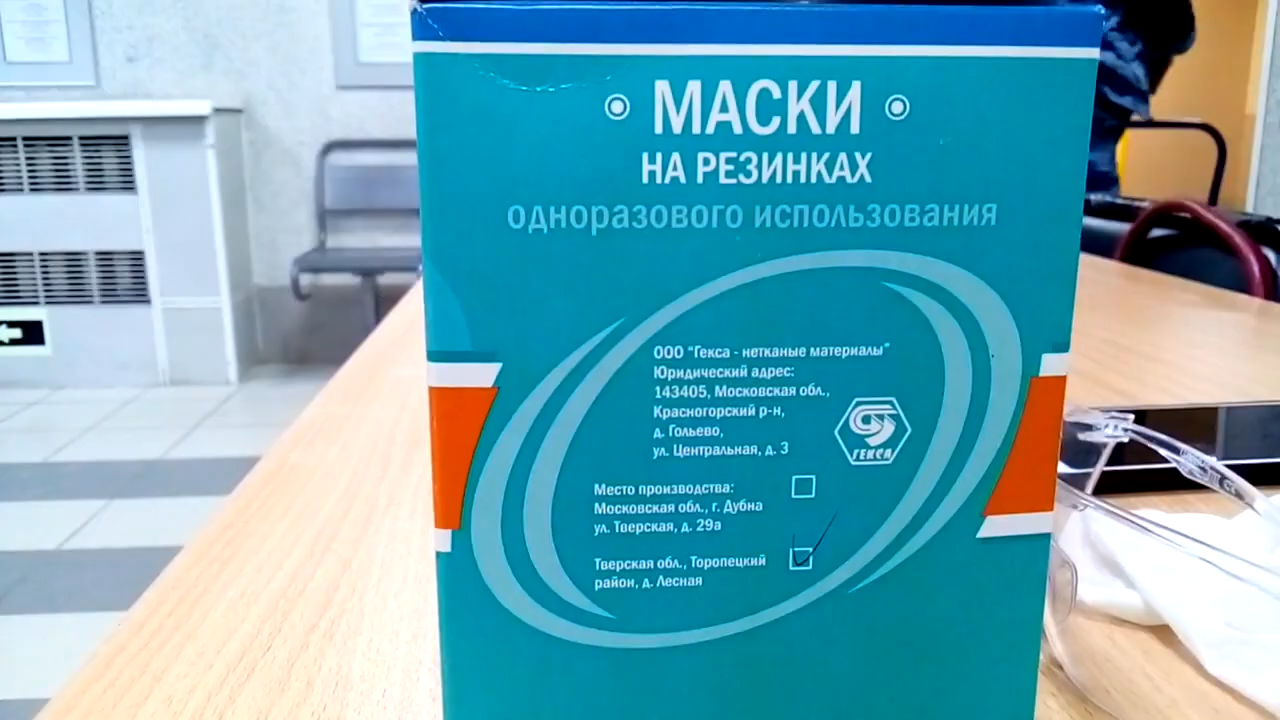 МАСКИ
НА РЕЗИНКАХ
одноразового использования
ООО "Гекса - нетканые материалы"
Юридический адрес:
143405, Московская обл.,
Красногорский р-н,
д. Гольево,
ул. Центральная, д. 3
ГЕКСА
Место производства:
Московская обл., г. Дубна
ул. Тверская, д. 29а
Тверская обл., Торопецкий
район, д. Лесная